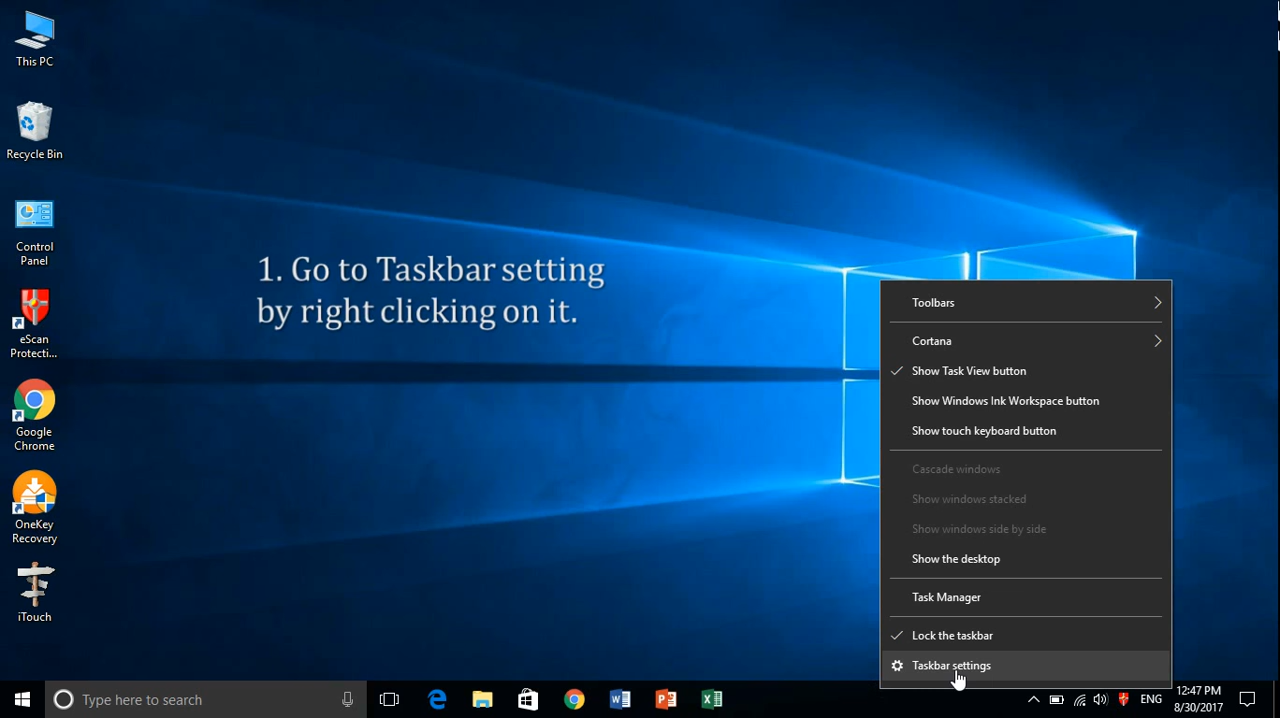 This PC
Recycle Bin
Control
Panel
eScan
Protecti...
Google
Chrome
OneKey
Recovery
iTouch
1. Go to Taskbar setting
by right clicking on it.
Toolbars
Cortana
Show Task View button
Show Windows Ink Workspace button
Show touch keyboard button
Cascade windows
Show windows stacked
Show windows side by side
Show the desktop
Task Manager
Lock the taskbar
Taskbar settings
Type here to search
ENG
12:47 PM
8/30/2017